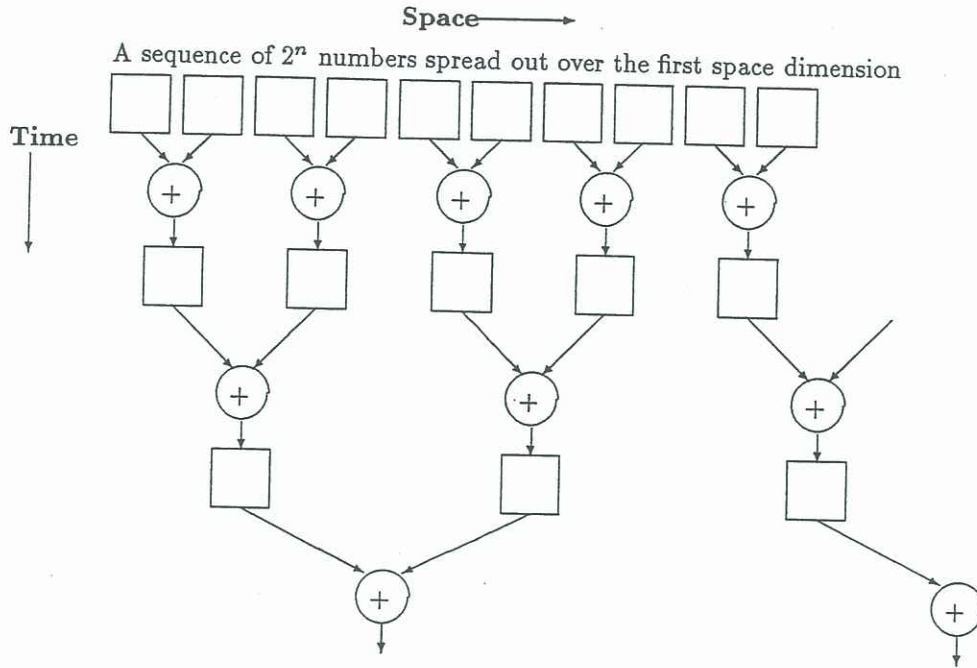 Space
A sequence of 2ⁿ numbers spread out over the first space dimension
Time
+ + + + +
+ + +
+ +